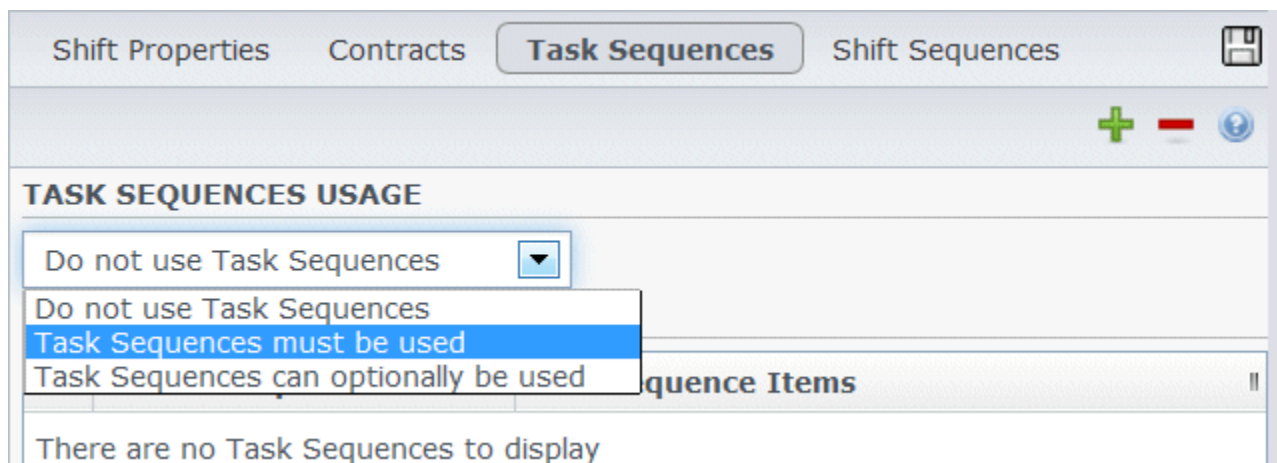 Shift Properties Contracts Task Sequences Shift Sequences
TASK SEQUENCES USAGE
Do not use Task Sequences
Do not use Task Sequences
Task Sequences must be used
Task Sequences can optionally be used
Items
There are no Task Sequences to display